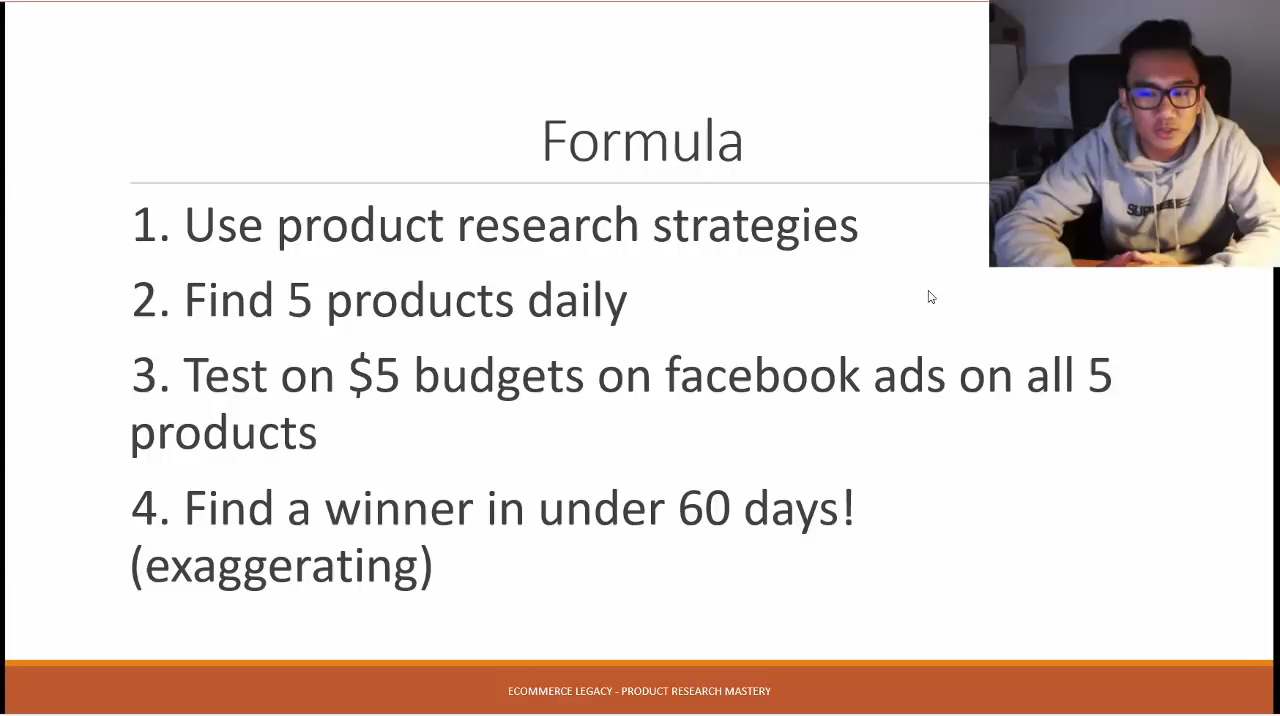 Formula
1. Use product research strategies
2. Find 5 products daily
3. Test on $5 budgets on facebook ads on all 5
products
4. Find a winner in under 60 days!
(exaggerating)
ECOMMERCE LEGACY - PRODUCT RESEARCH MASTERY